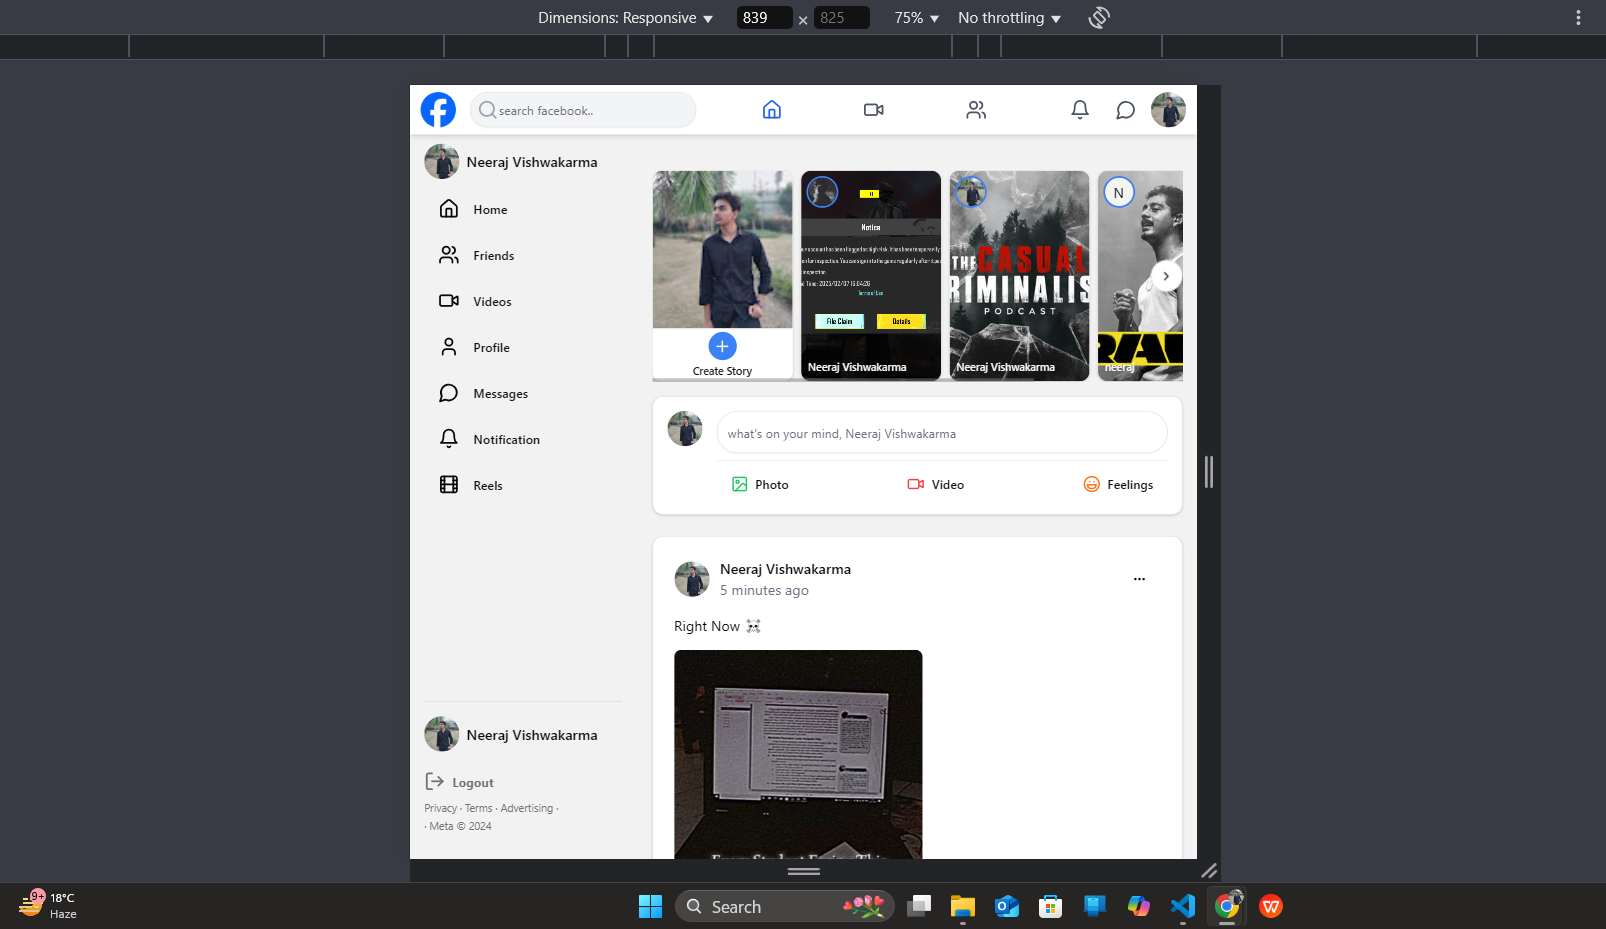 Dimensions: Responsive 839 × 825 75% No throttling
search facebook..
Neeraj Vishwakarma
Home
Friends
Videos
Profile
Messages
Notification
Reels
Neeraj Vishwakarma
Logout
Privacy · Terms · Advertising ·
· Meta © 2024
Create Story
Notice
File Claim Details
Neeraj Vishwakarma
THE CASUAL
CRIMINALIS
PODCAST
Neeraj Vishwakarma
N
neeraj
what's on your mind, Neeraj Vishwakarma
Photo Video Feelings
Neeraj Vishwakarma
5 minutes ago
Right Now ☠️
9+
18°C
Haze
Search